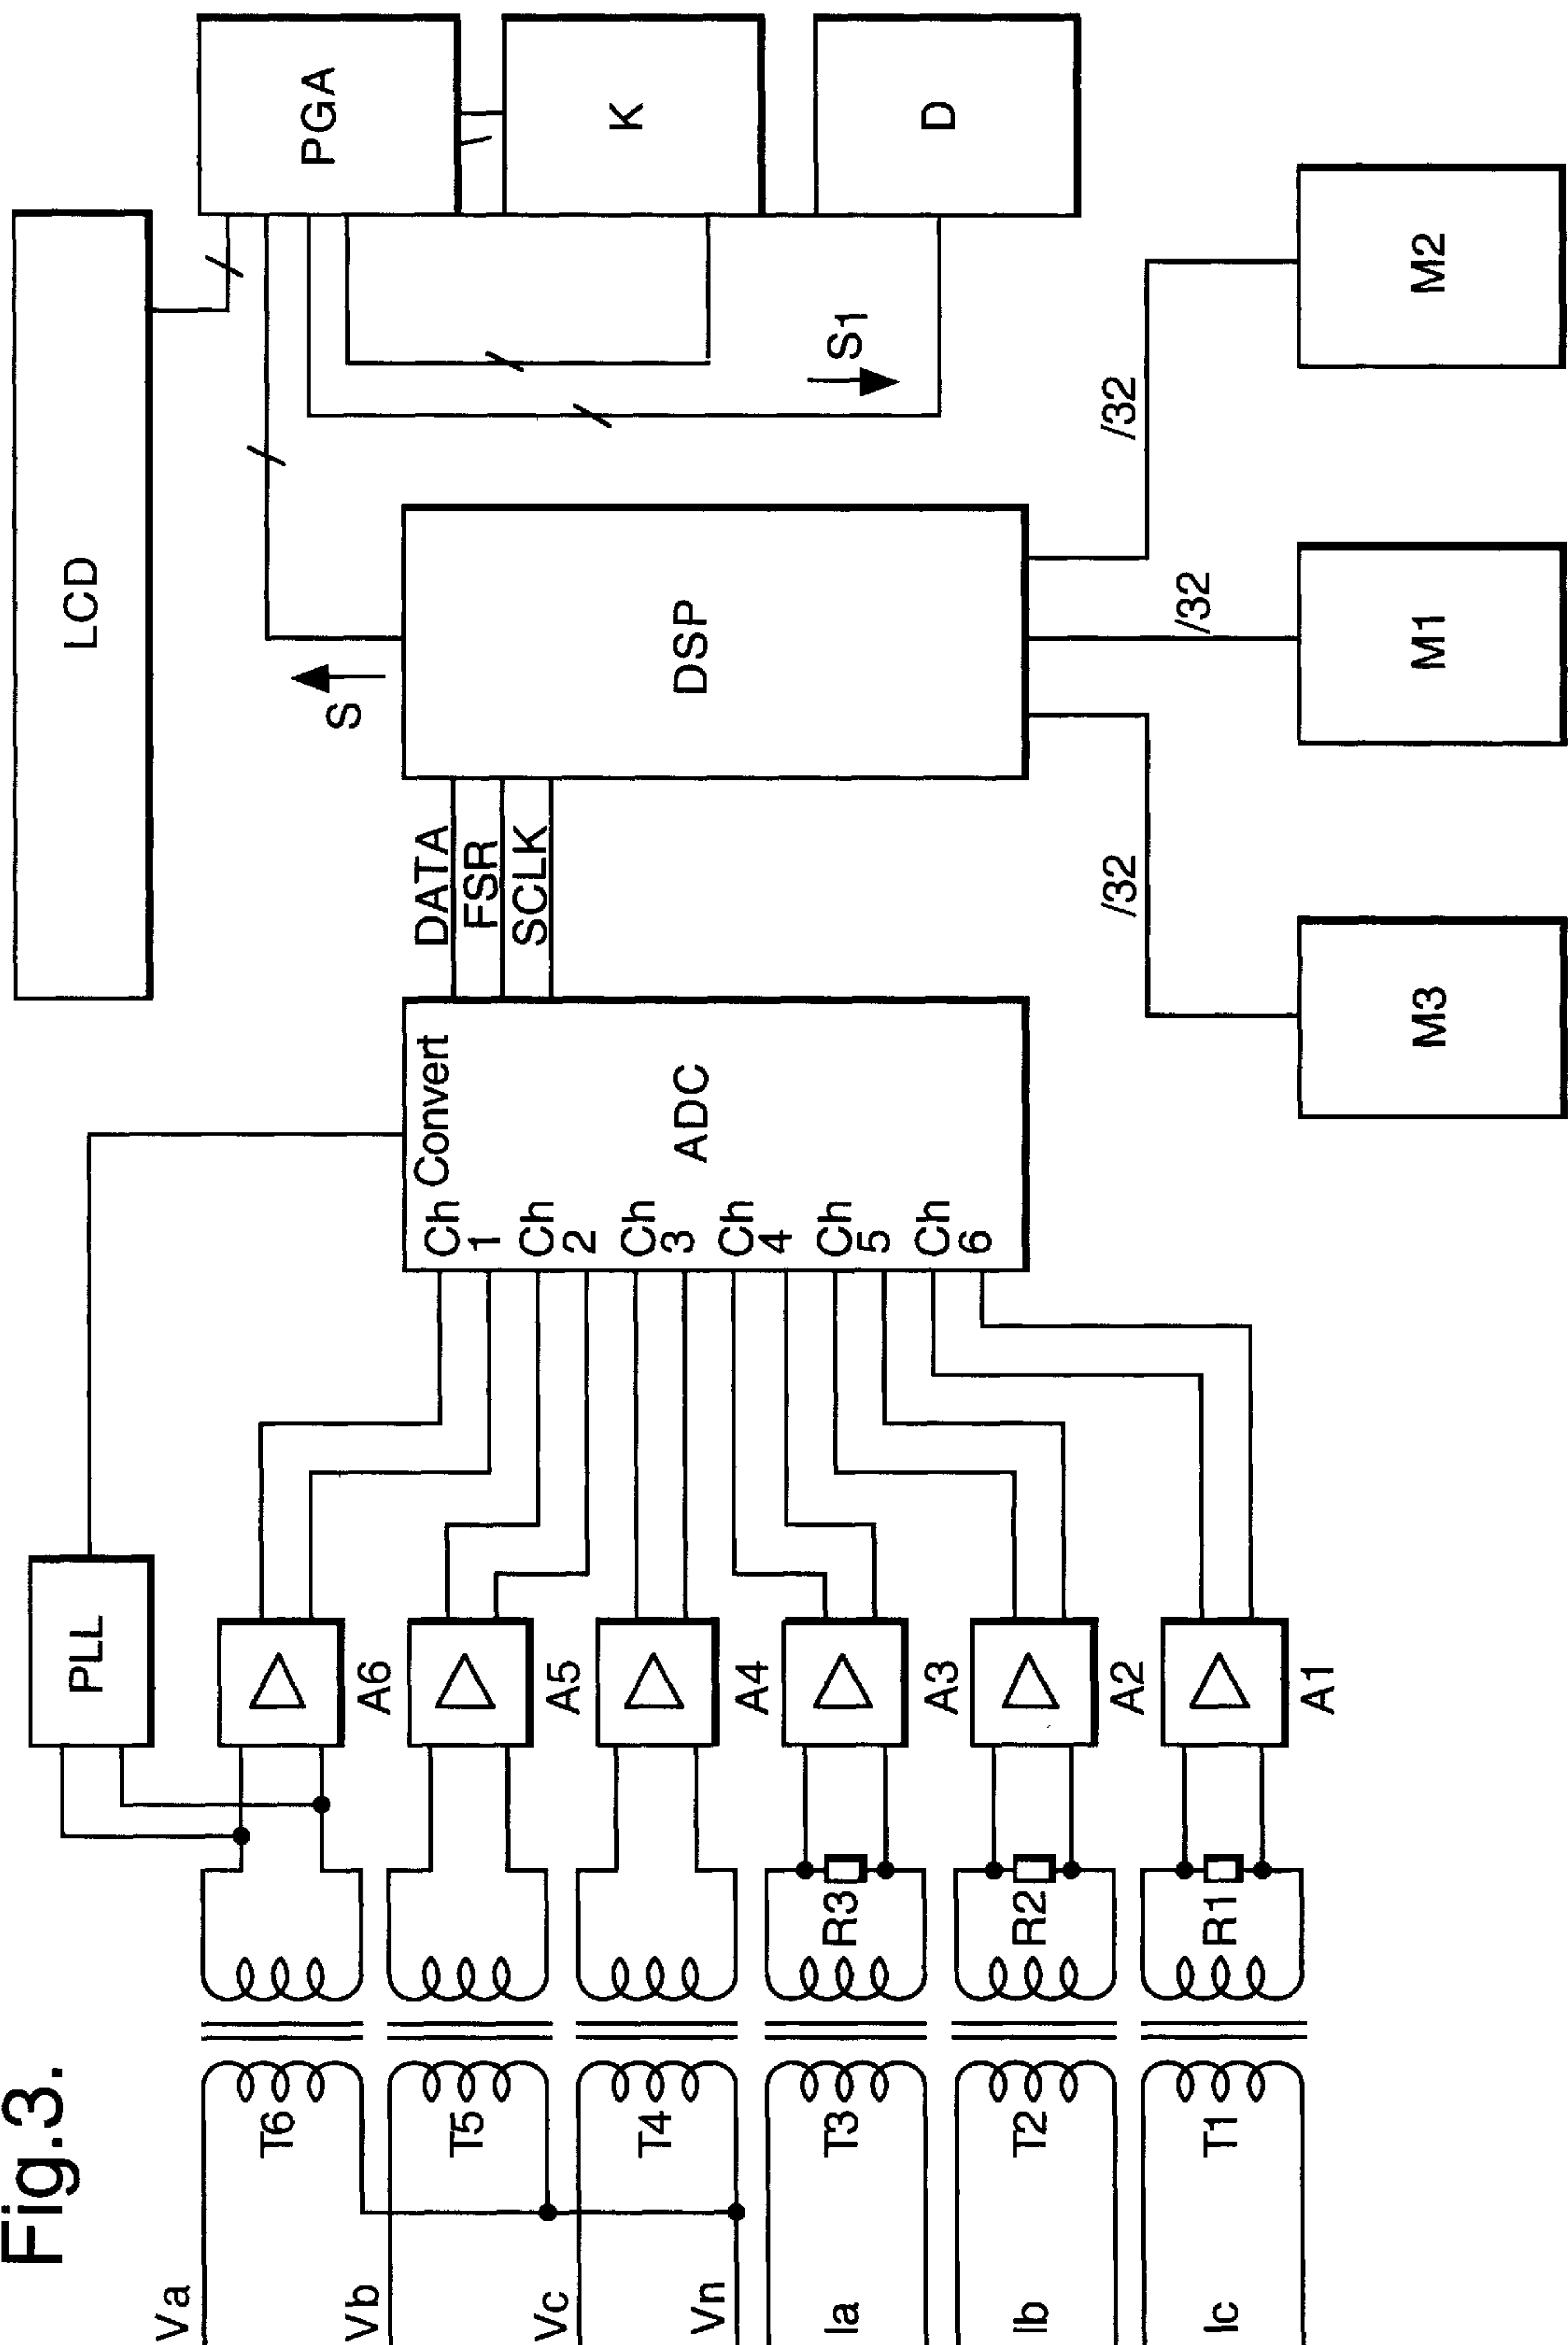 Fig.3.
LCD
PGA
K
D
S
S1
PLL
Convert
DATA
FSR
SCLK
DSP
ADC
Ch
1
Ch
2
Ch
3
Ch
4
Ch
5
Ch
6
/32
/32
/32
M3
M1
M2
Va
T6
A6
Vb
T5
A5
Vc
T4
A4
Vn
Ia
T3
R3
A3
Ib
T2
R2
A2
Ic
T1
R1
A1